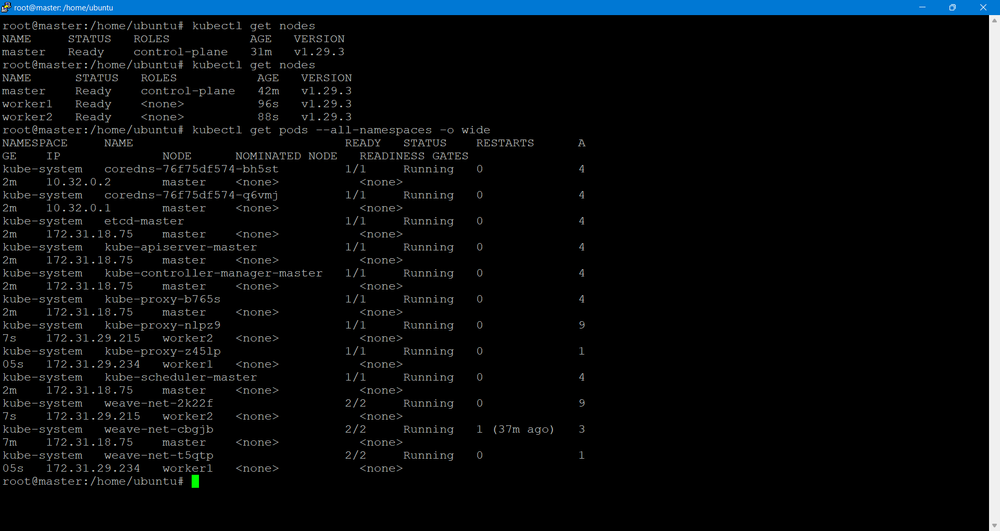 root@master: /home/ubuntu
root@master:/home/ubuntu# kubectl get nodes
NAME     STATUS   ROLES           AGE   VERSION
master   Ready    control-plane   31m   v1.29.3
root@master:/home/ubuntu# kubectl get nodes
NAME      STATUS   ROLES           AGE   VERSION
master    Ready    control-plane   42m   v1.29.3
worker1   Ready    <none>          96s   v1.29.3
worker2   Ready    <none>          88s   v1.29.3
root@master:/home/ubuntu# kubectl get pods --all-namespaces -o wide
NAMESPACE     NAME                             READY   STATUS    RESTARTS      A
GE    IP              NODE      NOMINATED NODE   READINESS GATES
kube-system   coredns-76f75df574-bh5st         1/1     Running   0             4
2m    10.32.0.2       master    <none>           <none>
kube-system   coredns-76f75df574-q6vmj         1/1     Running   0             4
2m    10.32.0.1       master    <none>           <none>
kube-system   etcd-master                      1/1     Running   0             4
2m    172.31.18.75    master    <none>           <none>
kube-system   kube-apiserver-master            1/1     Running   0             4
2m    172.31.18.75    master    <none>           <none>
kube-system   kube-controller-manager-master   1/1     Running   0             4
2m    172.31.18.75    master    <none>           <none>
kube-system   kube-proxy-b765s                 1/1     Running   0             4
2m    172.31.18.75    master    <none>           <none>
kube-system   kube-proxy-nlpz9                 1/1     Running   0             9
7s    172.31.29.215   worker2   <none>           <none>
kube-system   kube-proxy-z45lp                 1/1     Running   0             1
05s   172.31.29.234   worker1   <none>           <none>
kube-system   kube-scheduler-master            1/1     Running   0             4
2m    172.31.18.75    master    <none>           <none>
kube-system   weave-net-2k22f                  2/2     Running   0             9
7s    172.31.29.215   worker2   <none>           <none>
kube-system   weave-net-cbgjb                  2/2     Running   1 (37m ago)   3
7m    172.31.18.75    master    <none>           <none>
kube-system   weave-net-t5qtp                  2/2     Running   0             1
05s   172.31.29.234   worker1   <none>           <none>
root@master:/home/ubuntu#